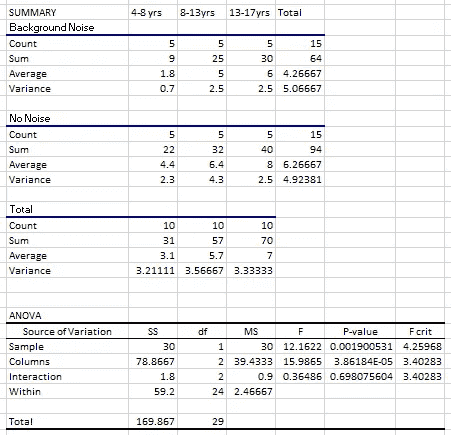 SUMMARY 4-8 yrs 8-13yrs 13-17yrs Total
Background Noise
Count 5 5 5 15
Sum 9 25 30 64
Average 1.8 5 6 4.26667
Variance 0.7 2.5 2.5 5.06667
No Noise
Count 5 5 5 15
Sum 22 32 40 94
Average 4.4 6.4 8 6.26667
Variance 2.3 4.3 2.5 4.92381
Total
Count 10 10 10
Sum 31 57 70
Average 3.1 5.7 7
Variance 3.21111 3.56667 3.33333
ANOVA
Source of Variation SS df MS F P-value F crit
Sample 30 1 30 12.1622 0.001900531 4.25968
Columns 78.8667 2 39.4333 15.9865 3.86184E-05 3.40283
Interaction 1.8 2 0.9 0.36486 0.698075604 3.40283
Within 59.2 24 2.46667
Total 169.867 29